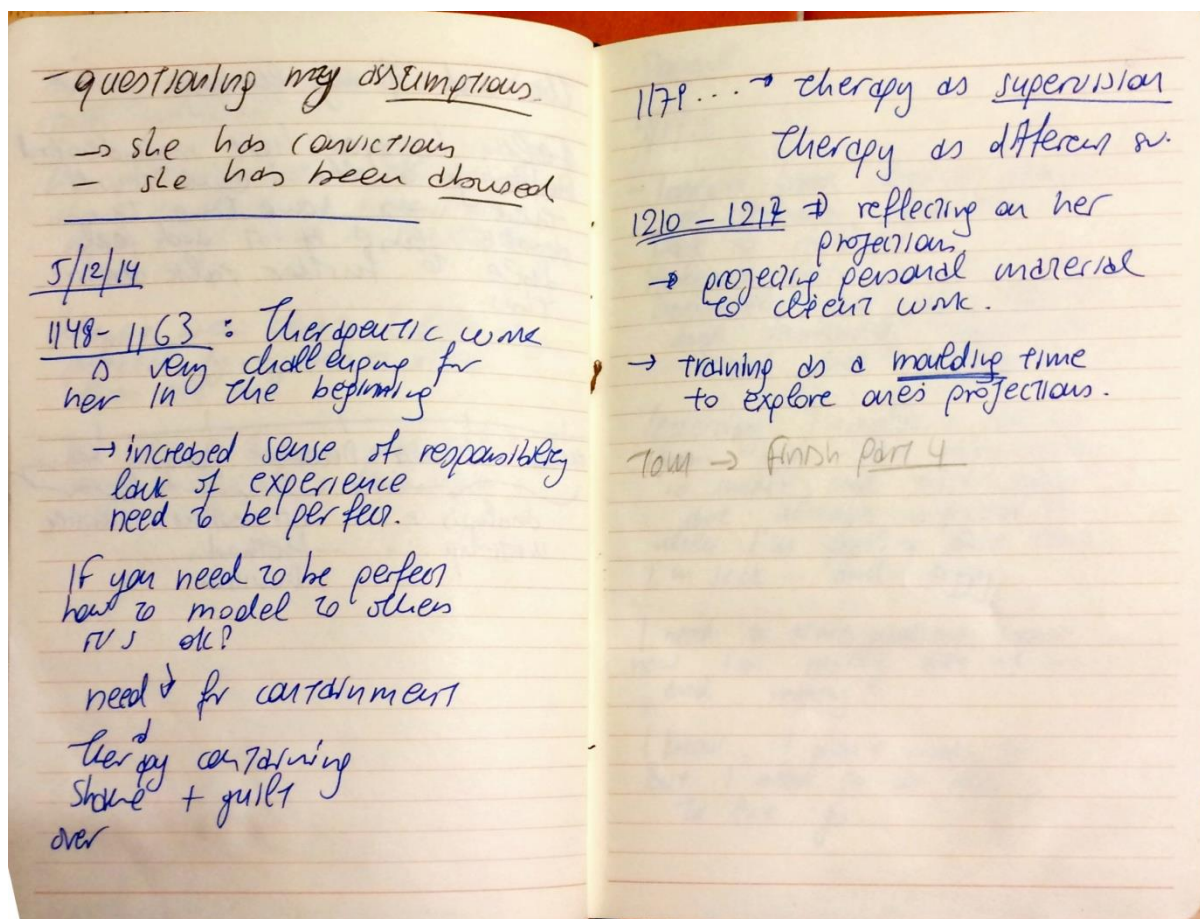 - questioning my assumptions.
→ she has convictions
- she has been abused
5/12/14
1148-1163 : Therapeutic work
is very challenging for
her in the beginning
→ increased sense of responsibility
lack of experience
need to be perfect.
If you need to be perfect
how to model to others
it's ok?
need for containment
therapy containing
shame + guilt
over
1179... → therapy as supervision
therapy as different
1210 - 1217 → reflecting on her
projections
→ projecting personal material
to client work.
→ training as a moulding time
to explore one's projections.
Tom → finish part 4